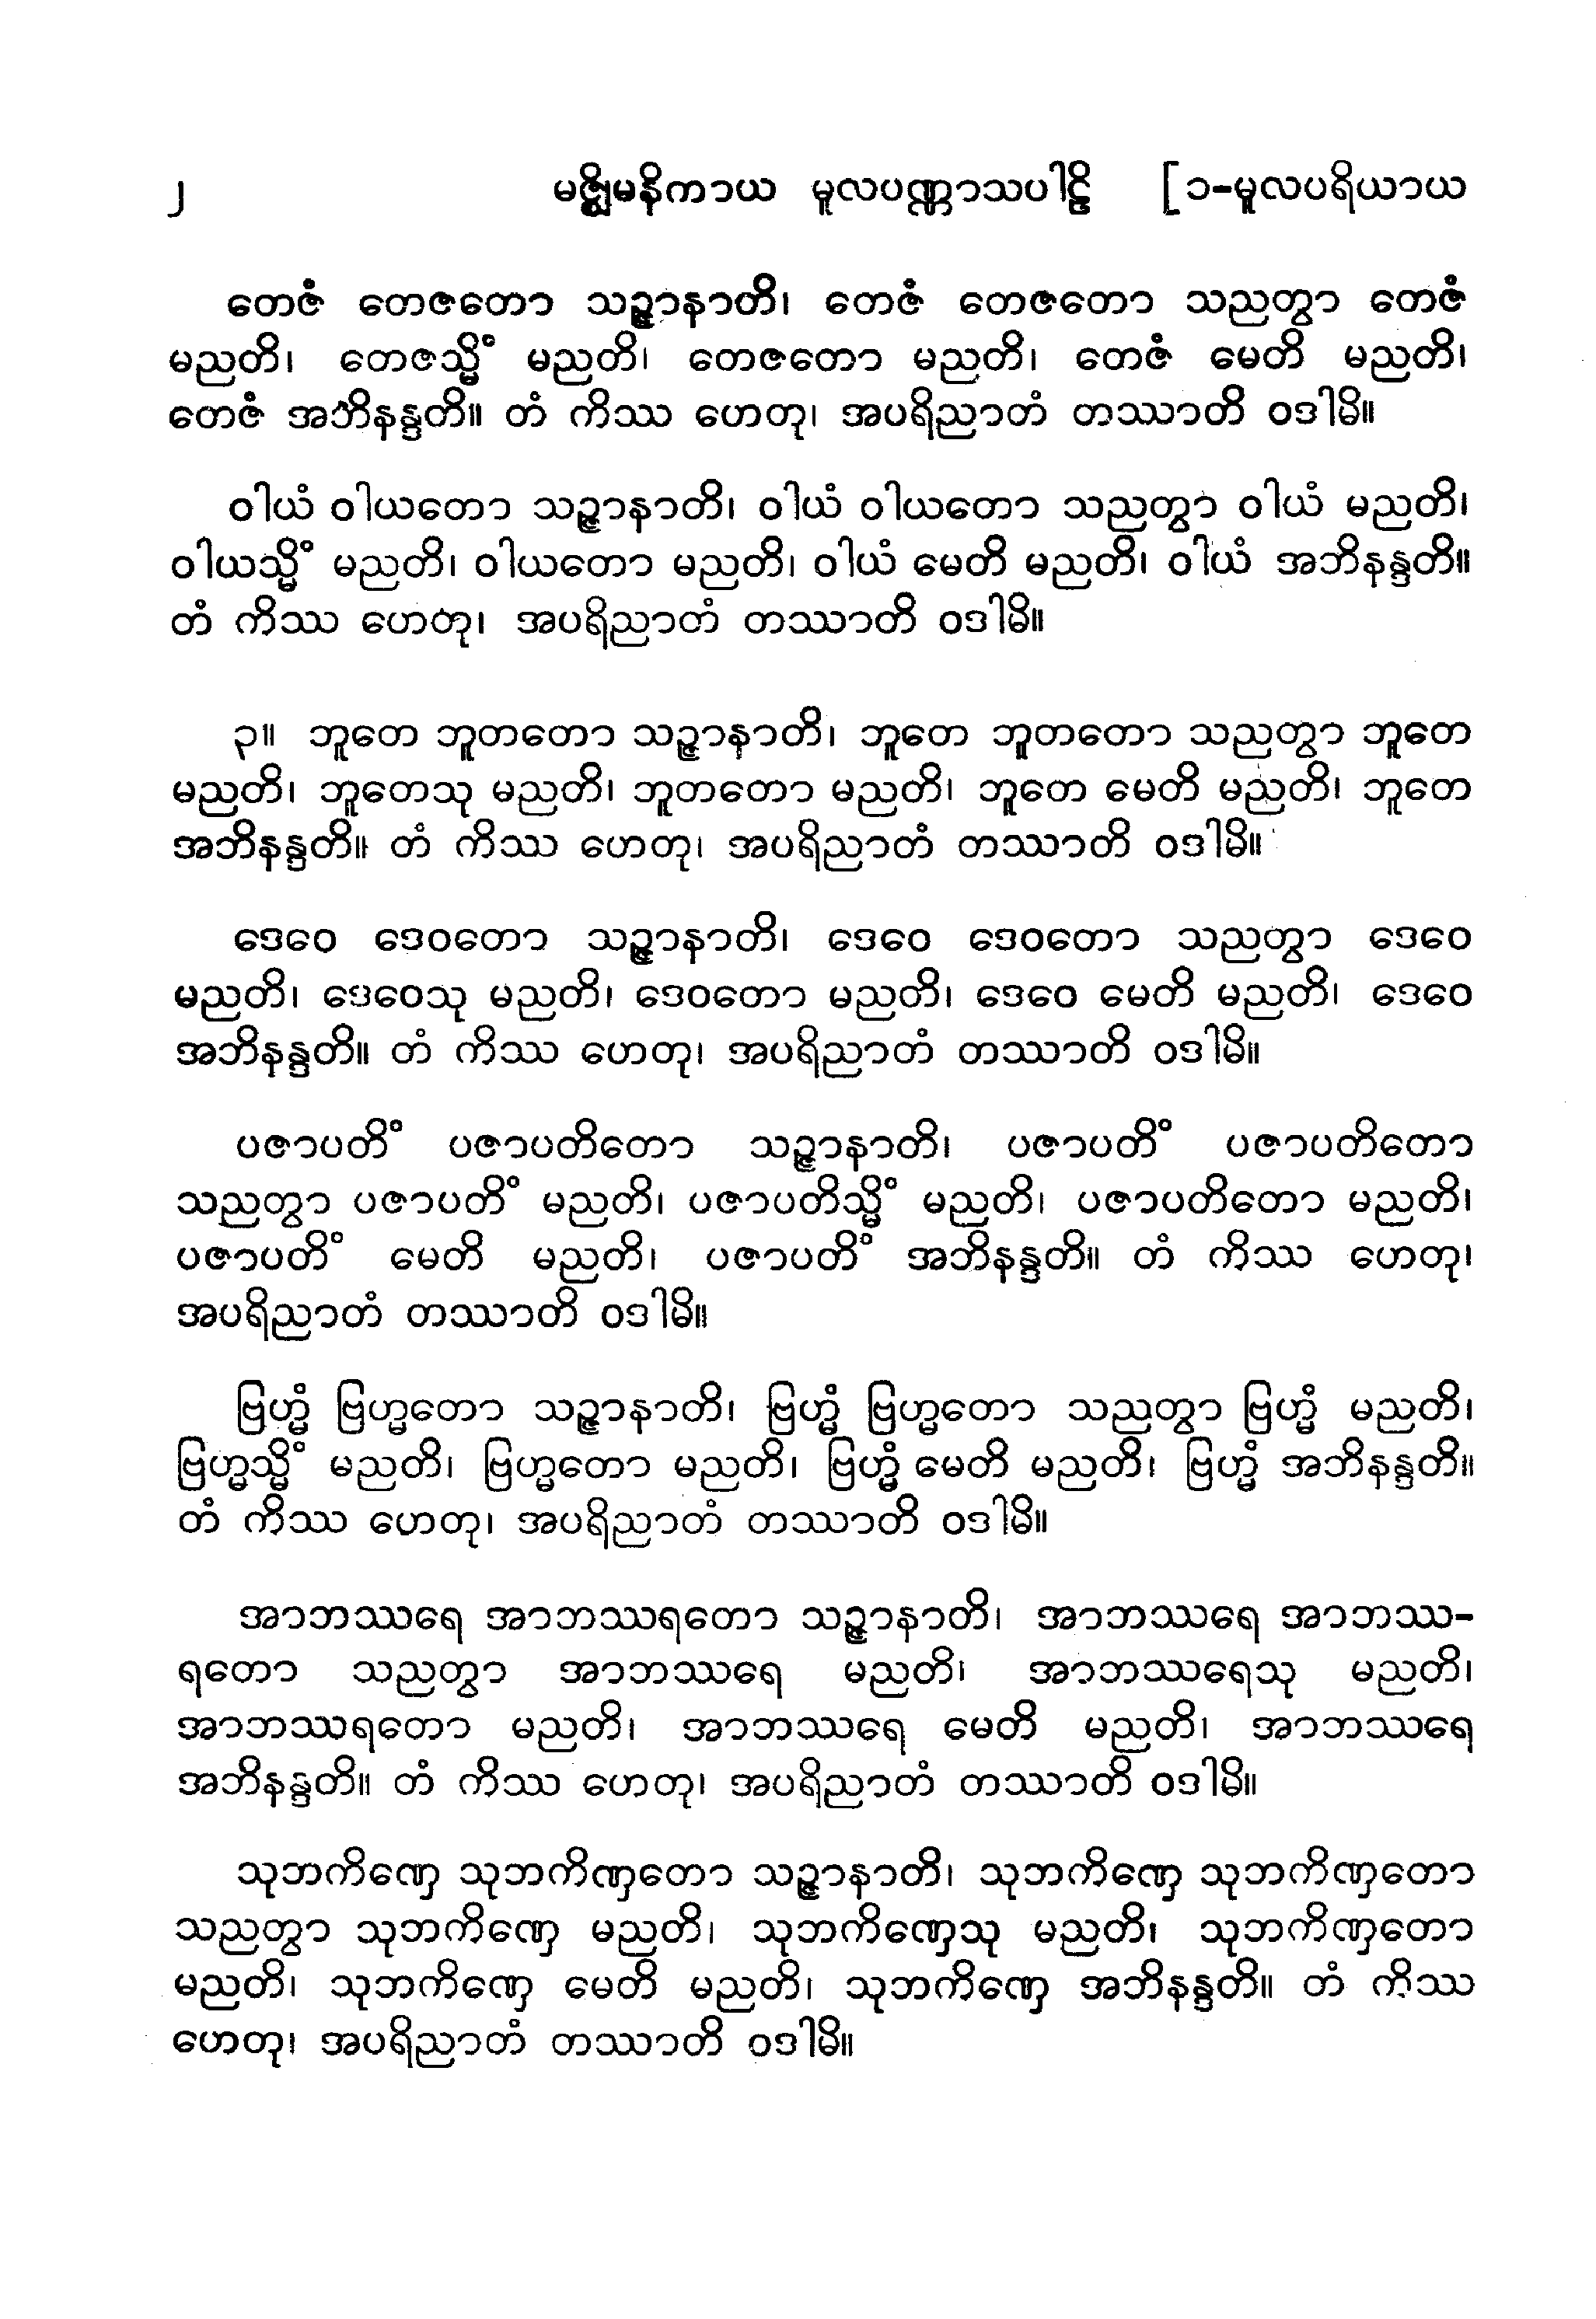 ၂ မဇ္ဈိမနိကာယ မူလပဏ္ဏာသပါဠိ [၁-မူလပရိယာယ
တေဇံ တေဇတော သဉ္ဇာနာတိ၊ တေဇံ တေဇတော သညတွာ တေဇံ
မညတိ၊ တေဇသ္မိံ မညတိ၊ တေဇတော မညတိ၊ တေဇံ မေတိ မညတိ၊
တေဇံ အဘိနန္ဒတိ။ တံ ကိဿ ဟေတု၊ အပရိညာတံ တဿာတိ ဝဒါမိ။
ဝါယံ ဝါယတော သဉ္ဇာနာတိ၊ ဝါယံ ဝါယတော သညတွာ ဝါယံ မညတိ၊
ဝါယသ္မိံ မညတိ၊ ဝါယတော မညတိ၊ ဝါယံ မေတိ မညတိ၊ ဝါယံ အဘိနန္ဒတိ။
တံ ကိဿ ဟေတု၊ အပရိညာတံ တဿာတိ ဝဒါမိ။
၃။ ဘူတေ ဘူတတော သဉ္ဇာနာတိ၊ ဘူတေ ဘူတတော သညတွာ ဘူတေ
မညတိ၊ ဘူတေသု မညတိ၊ ဘူတတော မညတိ၊ ဘူတေ မေတိ မညတိ၊ ဘူတေ
အဘိနန္ဒတိ။ တံ ကိဿ ဟေတု၊ အပရိညာတံ တဿာတိ ဝဒါမိ။
ဒေဝေ ဒေဝတော သဉ္ဇာနာတိ၊ ဒေဝေ ဒေဝတော သညတွာ ဒေဝေ
မညတိ၊ ဒေဝေသု မညတိ၊ ဒေဝတော မညတိ၊ ဒေဝေ မေတိ မညတိ၊ ဒေဝေ
အဘိနန္ဒတိ။ တံ ကိဿ ဟေတု၊ အပရိညာတံ တဿာတိ ဝဒါမိ။
ပဇာပတိံ ပဇာပတိတော သဉ္ဇာနာတိ၊ ပဇာပတိံ ပဇာပတိတော
သညတွာ ပဇာပတိံ မညတိ၊ ပဇာပတိသ္မိံ မညတိ၊ ပဇာပတိတော မညတိ၊
ပဇာပတိံ မေတိ မညတိ၊ ပဇာပတိံ အဘိနန္ဒတိ။ တံ ကိဿ ဟေတု၊
အပရိညာတံ တဿာတိ ဝဒါမိ။
ဗြဟ္မံ ဗြဟ္မတော သဉ္ဇာနာတိ၊ ဗြဟ္မံ ဗြဟ္မတော သညတွာ ဗြဟ္မံ မညတိ၊
ဗြဟ္မသ္မိံ မညတိ၊ ဗြဟ္မတော မညတိ၊ ဗြဟ္မံ မေတိ မညတိ၊ ဗြဟ္မံ အဘိနန္ဒတိ။
တံ ကိဿ ဟေတု၊ အပရိညာတံ တဿာတိ ဝဒါမိ။
အာဘဿရေ အာဘဿရတော သဉ္ဇာနာတိ၊ အာဘဿရေ အာဘဿ-
ရတော သညတွာ အာဘဿရေ မညတိ၊ အာဘဿရေသု မညတိ၊
အာဘဿရတော မညတိ၊ အာဘဿရေ မေတိ မညတိ၊ အာဘဿရေ
အဘိနန္ဒတိ။ တံ ကိဿ ဟေတု၊ အပရိညာတံ တဿာတိ ဝဒါမိ။
သုဘကိဏှေ သုဘကိဏှတော သဉ္ဇာနာတိ၊ သုဘကိဏှေ သုဘကိဏှတော
သညတွာ သုဘကိဏှေ မညတိ၊ သုဘကိဏှေသု မညတိ၊ သုဘကိဏှတော
မညတိ၊ သုဘကိဏှေ မေတိ မညတိ၊ သုဘကိဏှေ အဘိနန္ဒတိ။ တံ ကိဿ
ဟေတု၊ အပရိညာတံ တဿာတိ ဝဒါမိ။